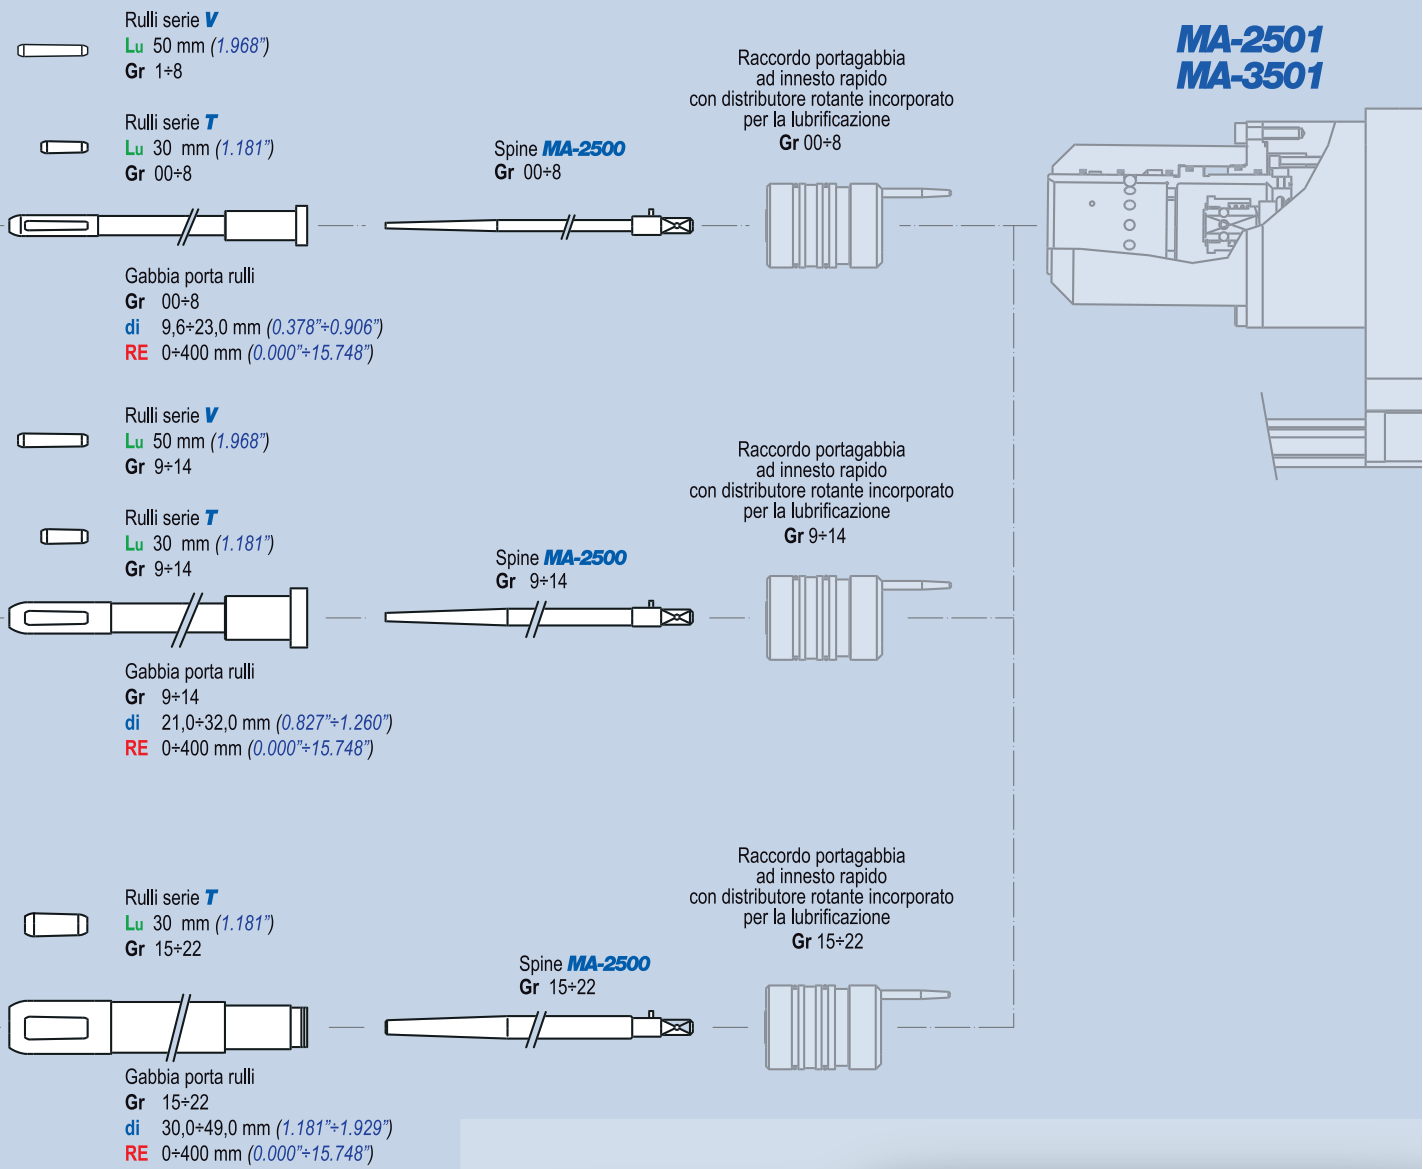 MA-2501
MA-3501
Rulli serie V
Lu 50 mm (1.968")
Gr 1÷8
Rulli serie T
Lu 30 mm (1.181")
Gr 00÷8
Spine MA-2500
Gr 00÷8
Raccordo portagabbia
ad innesto rapido
con distributore rotante incorporato
per la lubrificazione
Gr 00÷8
Gabbia porta rulli
Gr 00÷8
di 9,6÷23,0 mm (0.378"÷0.906")
RE 0÷400 mm (0.000"÷15.748")
Rulli serie V
Lu 50 mm (1.968")
Gr 9÷14
Rulli serie T
Lu 30 mm (1.181")
Gr 9÷14
Spine MA-2500
Gr 9÷14
Raccordo portagabbia
ad innesto rapido
con distributore rotante incorporato
per la lubrificazione
Gr 9÷14
Gabbia porta rulli
Gr 9÷14
di 21,0÷32,0 mm (0.827"÷1.260")
RE 0÷400 mm (0.000"÷15.748")
Rulli serie T
Lu 30 mm (1.181")
Gr 15÷22
Spine MA-2500
Gr 15÷22
Raccordo portagabbia
ad innesto rapido
con distributore rotante incorporato
per la lubrificazione
Gr 15÷22
Gabbia porta rulli
Gr 15÷22
di 30,0÷49,0 mm (1.181"÷1.929")
RE 0÷400 mm (0.000"÷15.748")